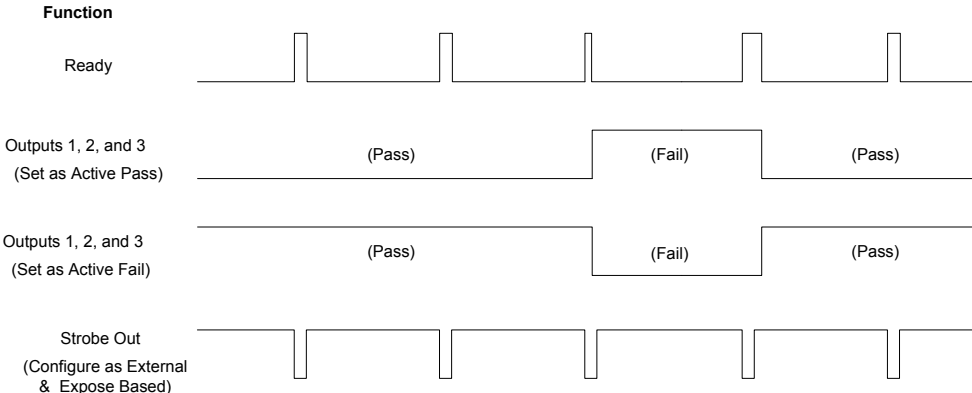 Function
Ready
Outputs 1, 2, and 3
(Set as Active Pass)
(Pass)
(Fail)
(Pass)
Outputs 1, 2, and 3
(Set as Active Fail)
(Pass)
(Fail)
(Pass)
Strobe Out
(Configure as External
& Expose Based)